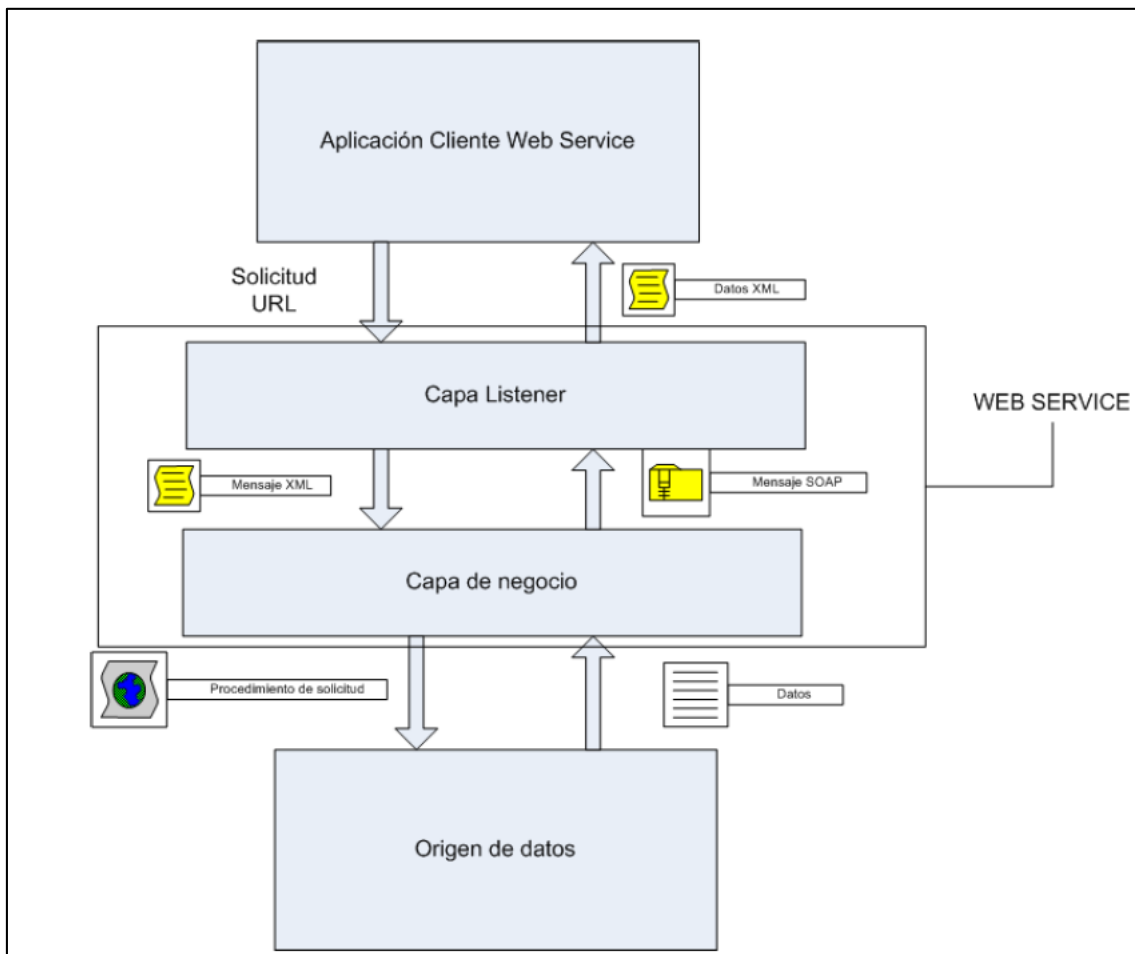 Aplicación Cliente Web Service
Solicitud
URL
Datos XML
Capa Listener
WEB SERVICE
Mensaje XML
Mensaje SOAP
Capa de negocio
Procedimiento de solicitud
Datos
Origen de datos